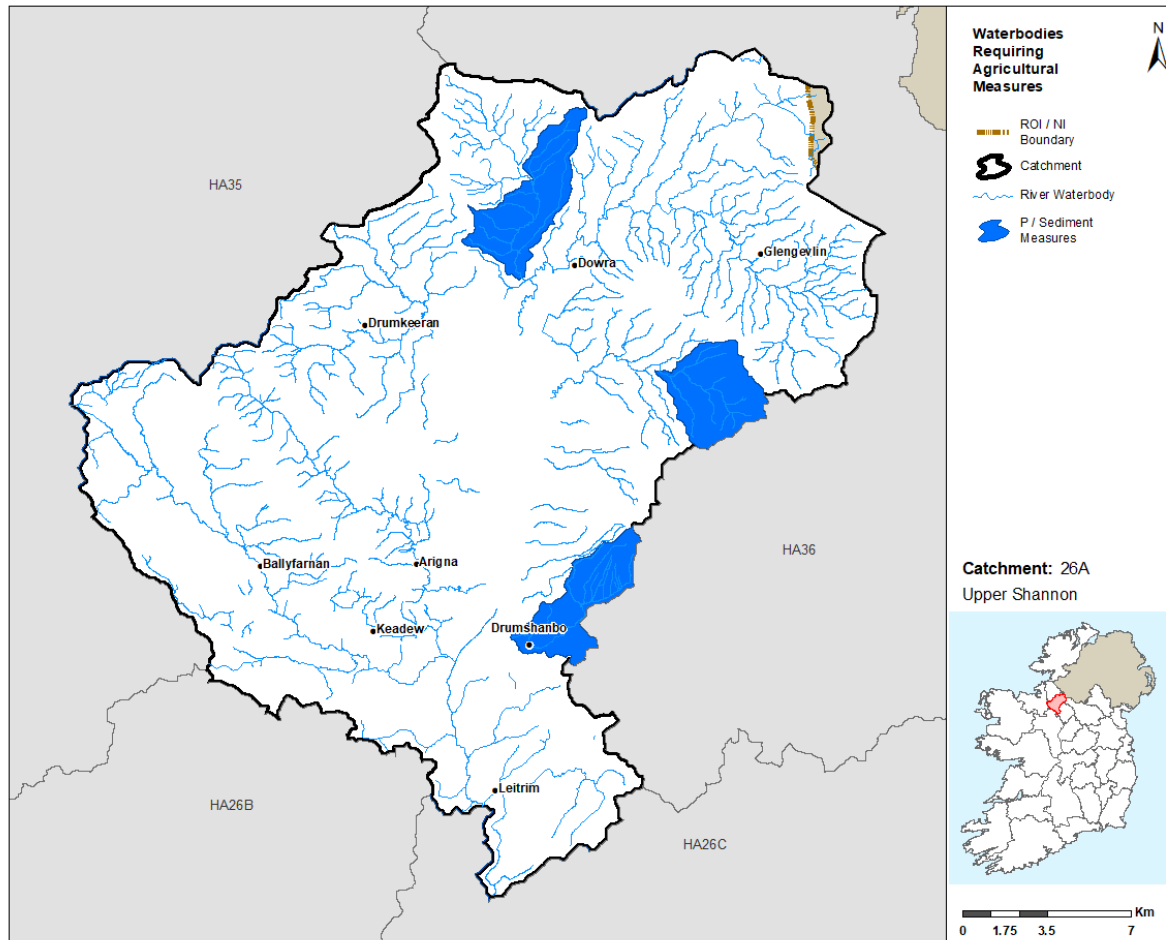 HA35
Dowra
Glengevlin
Drumkeeran
Ballyfarnan
Arigna
HA36
Keadew
Drumshanbo
Leitrim
HA26B
HA26C
Waterbodies
Requiring
Agricultural
Measures
N
ROI / NI
Boundary
Catchment
River Waterbody
P / Sediment
Measures
Catchment: 26A
Upper Shannon
Km
0 1.75 3.5 7